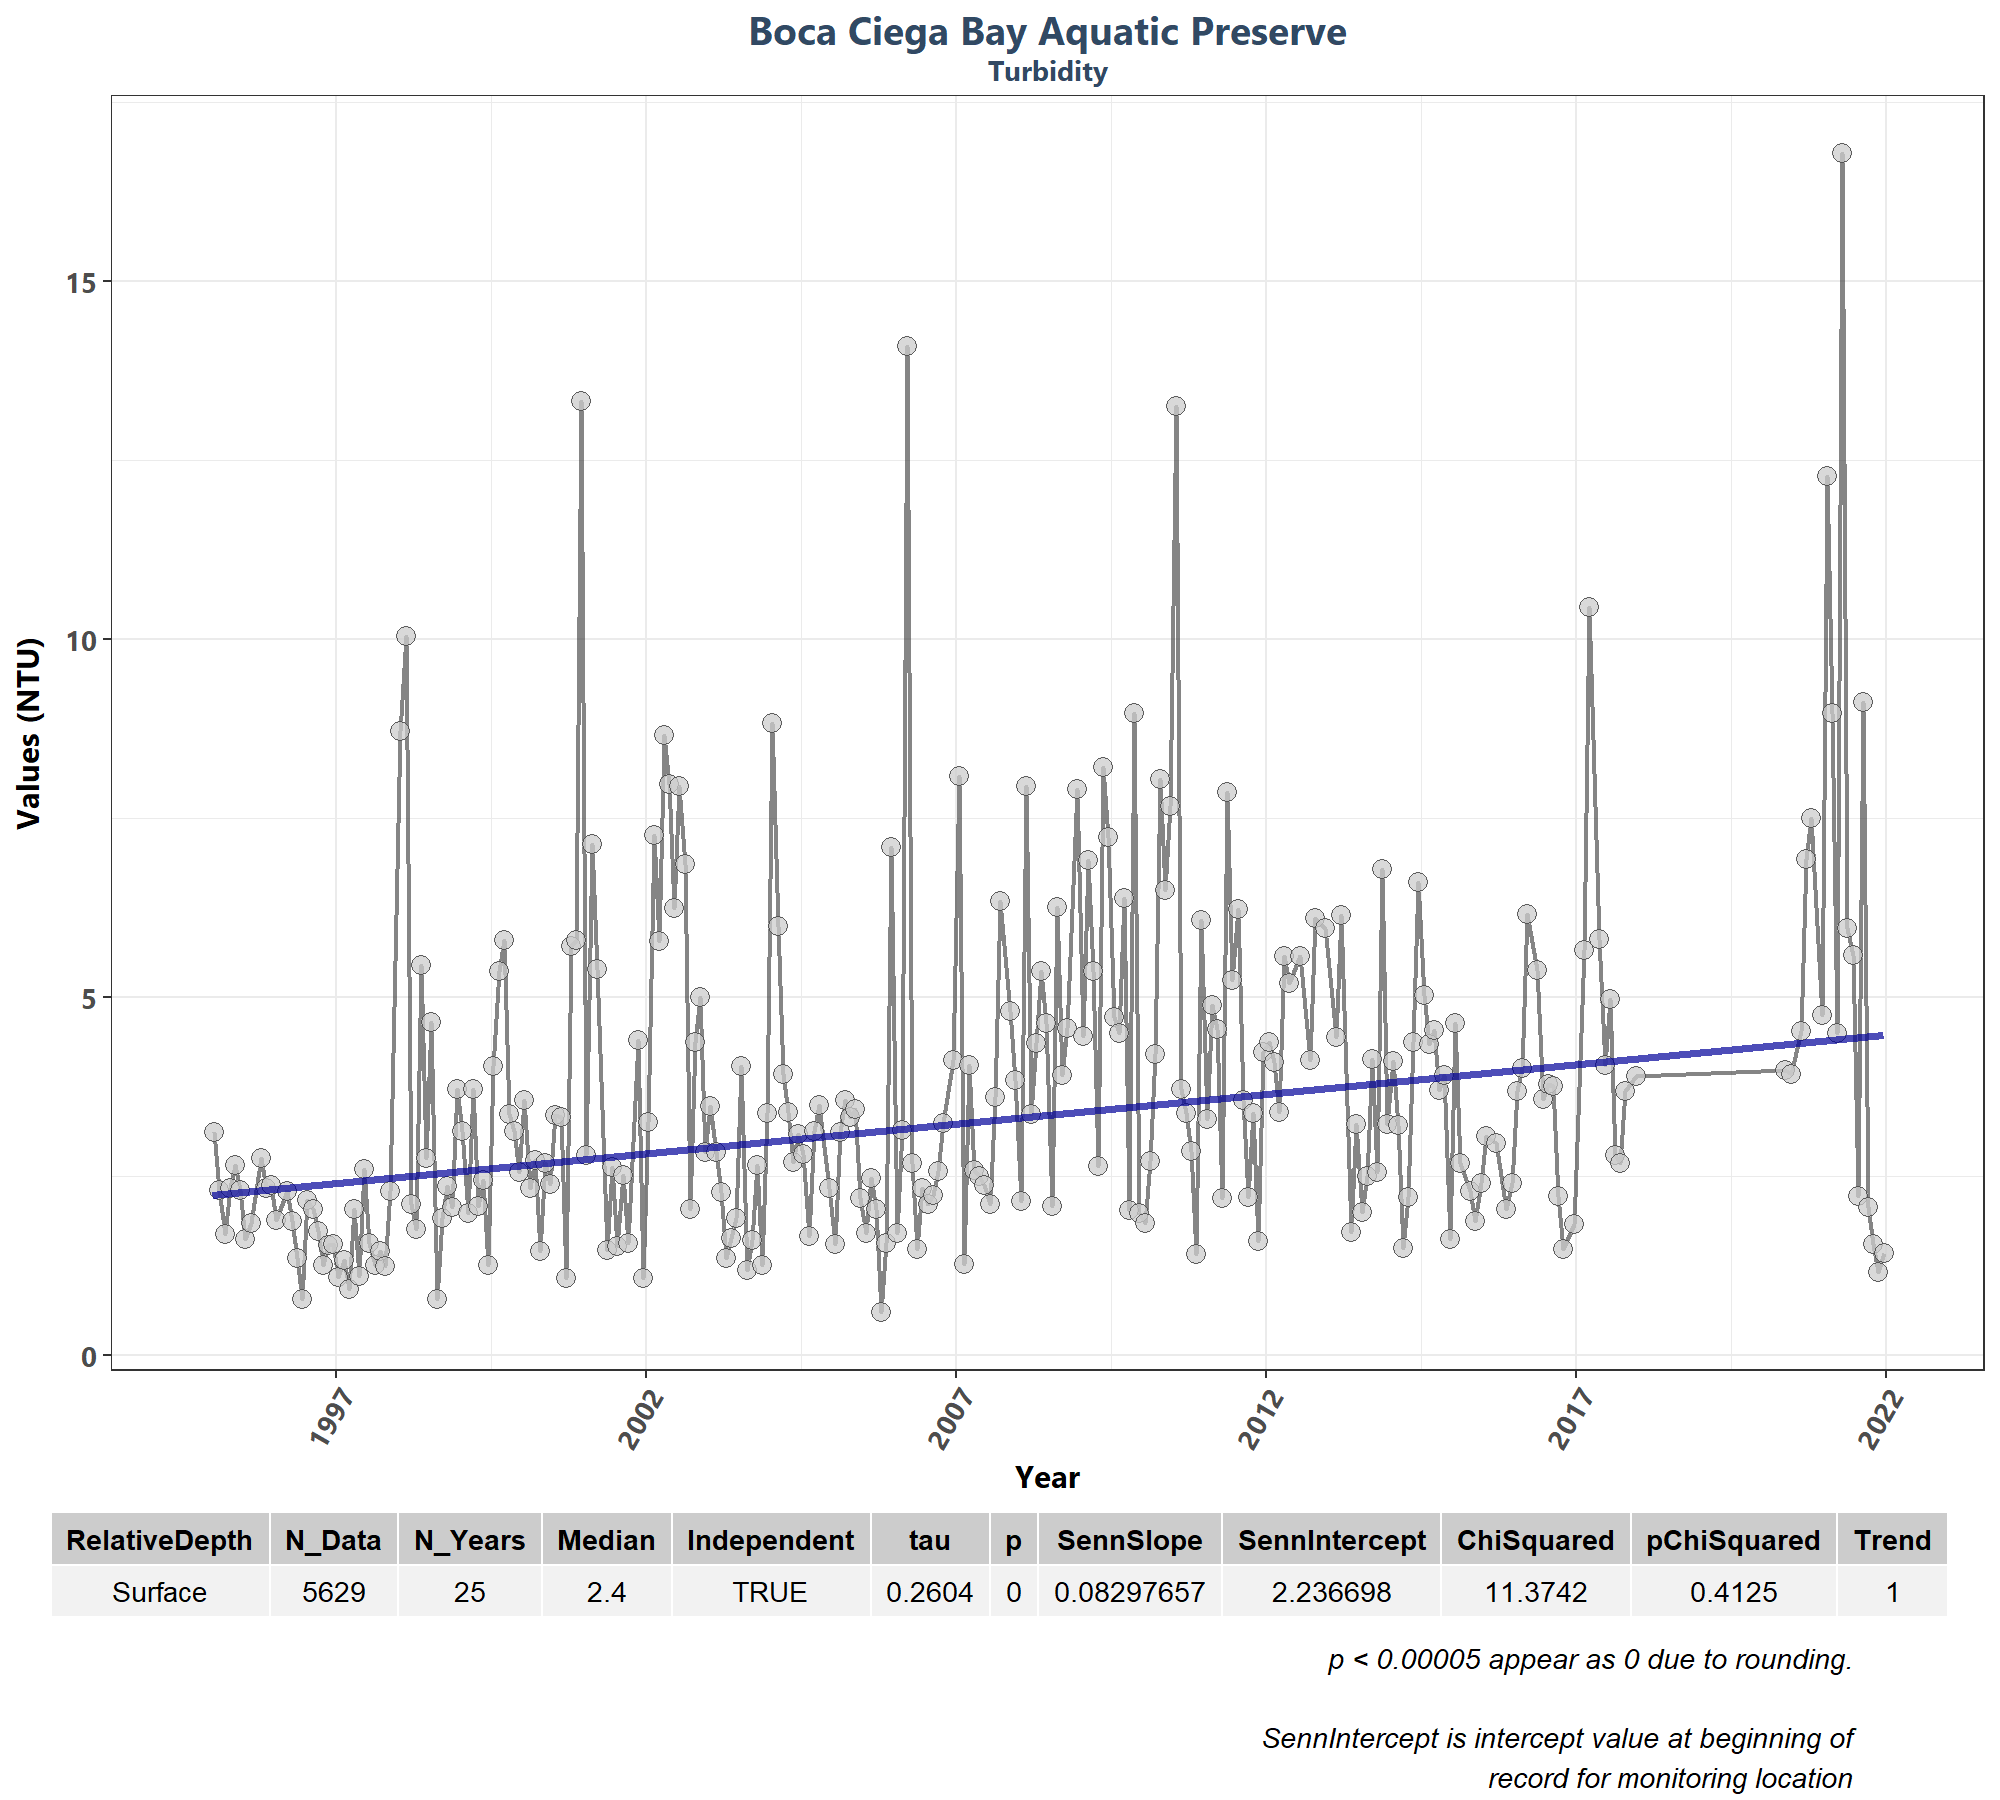 Boca Ciega Bay Aquatic Preserve
Turbidity
Values (NTU)
15
10
5
0
1997 2002 2007 2012 2017 2022
Year
RelativeDepth N_Data N_Years Median Independent tau p SennSlope SennIntercept ChiSquared pChiSquared Trend
Surface 5629 25 2.4 TRUE 0.2604 0 0.08297657 2.236698 11.3742 0.4125 1
p < 0.00005 appear as 0 due to rounding.
SennIntercept is intercept value at beginning of
record for monitoring location